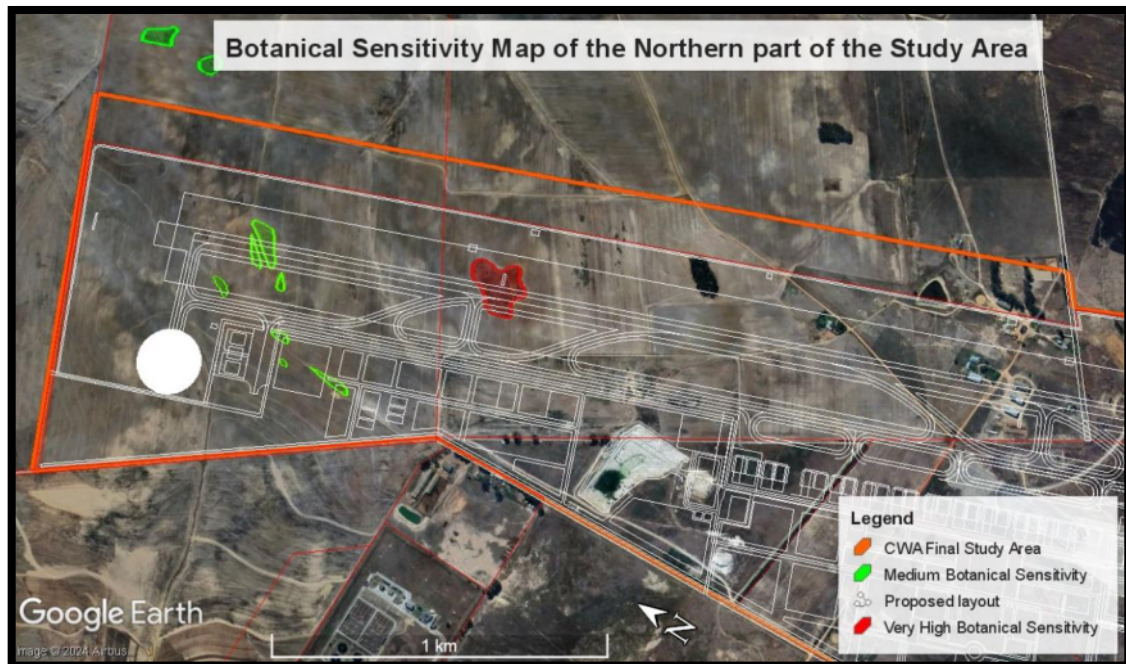 Botanical Sensitivity Map of the Northern part of the Study Area
Legend
CWA Final Study Area
Medium Botanical Sensitivity
Proposed layout
Very High Botanical Sensitivity
N
Google Earth
Image © 2024 Airbus
1 km